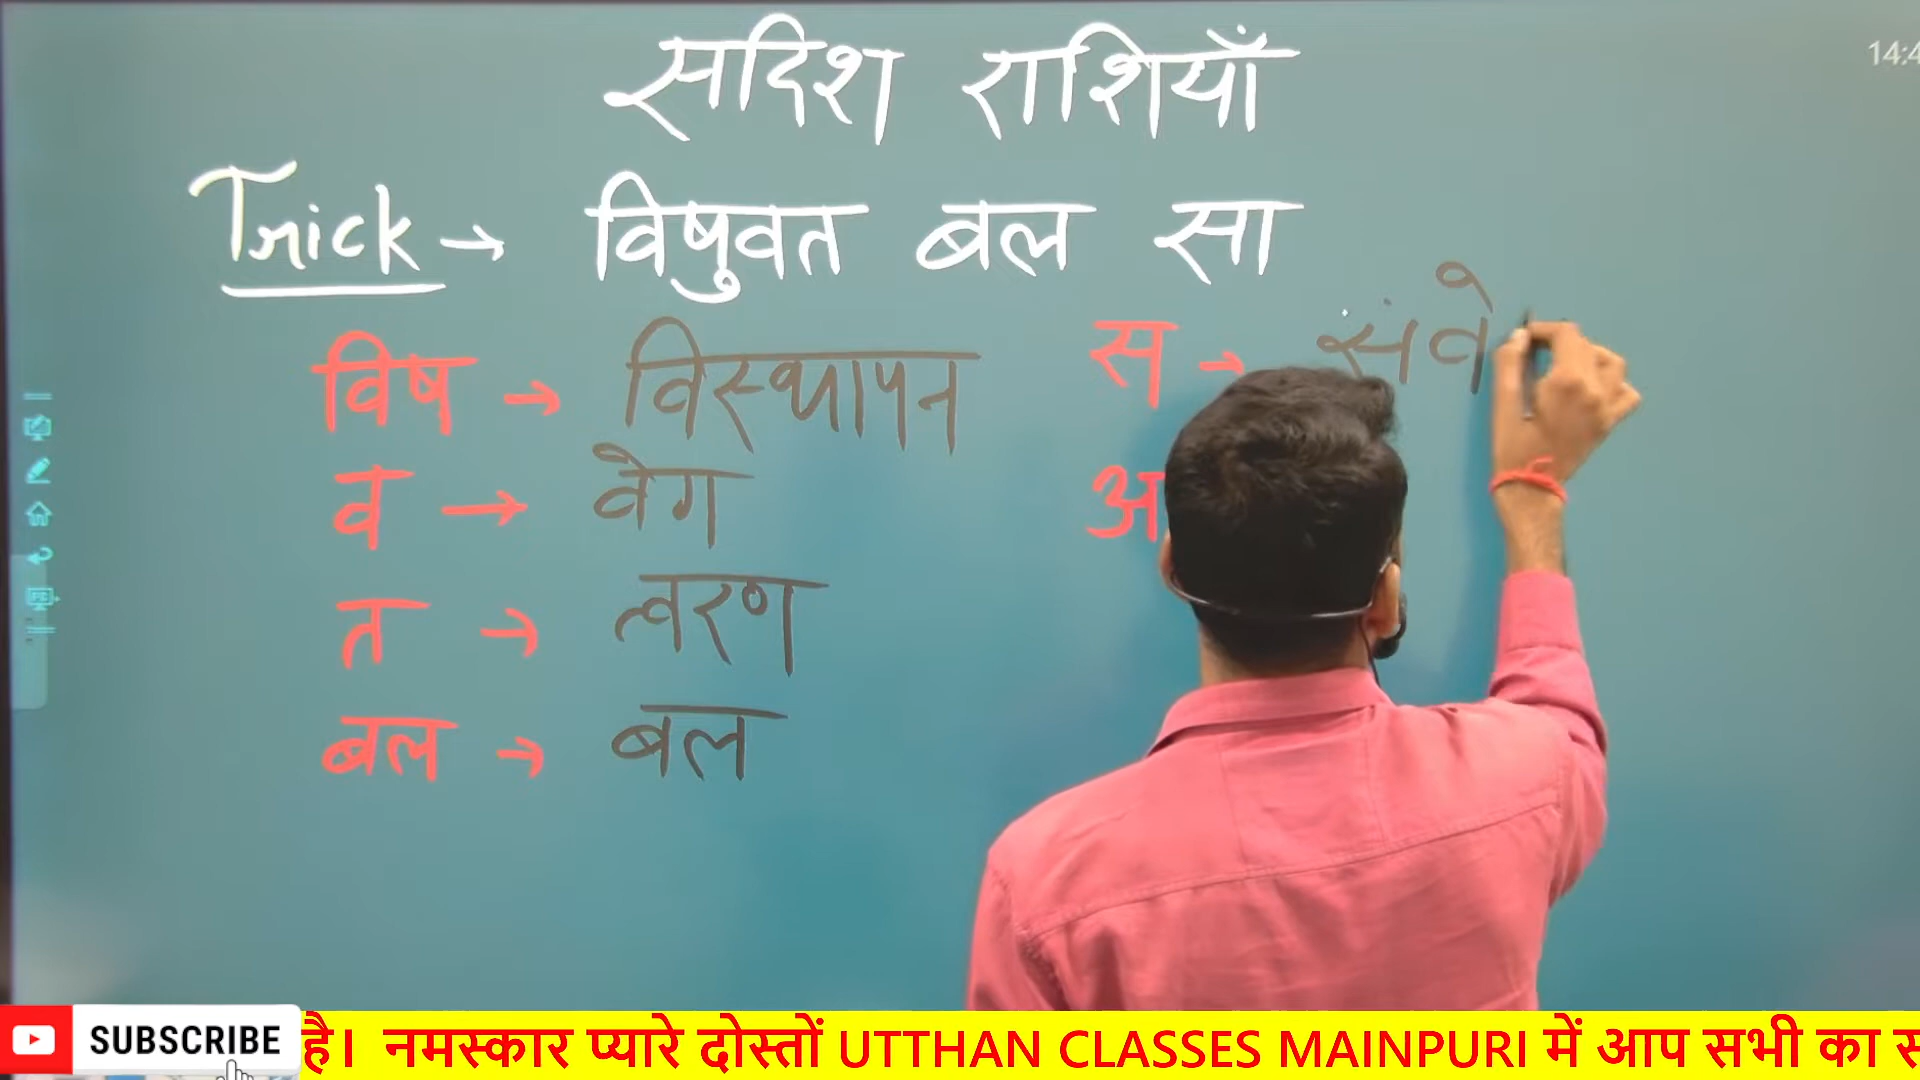 सदिश राशियाँ
14:4
Trick → विषुवत बल सा
विष → विस्थापन
व → वेग
त → त्वरण
बल → बल
स → संवे
अ
SUBSCRIBE
है। नमस्कार प्यारे दोस्तों UTTHAN CLASSES MAINPURI में आप सभी का स